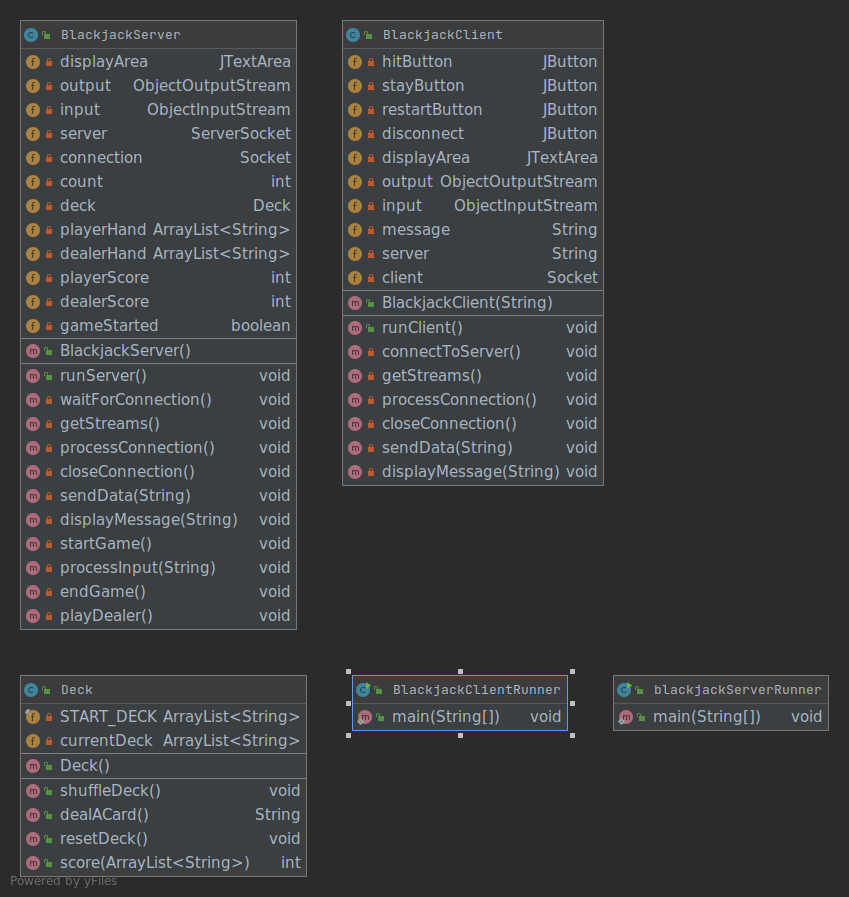 BlackjackServer
displayArea JTextArea
output ObjectOutputStream
input ObjectInputStream
server ServerSocket
connection Socket
count int
deck Deck
playerHand ArrayList<String>
dealerHand ArrayList<String>
playerScore int
dealerScore int
gameStarted boolean
BlackjackServer()
runServer() void
waitForConnection() void
getStreams() void
processConnection() void
closeConnection() void
sendData(String) void
displayMessage(String) void
startGame() void
processInput(String) void
endGame() void
playDealer() void
BlackjackClient
hitButton JButton
stayButton JButton
restartButton JButton
disconnect JButton
displayArea JTextArea
output ObjectOutputStream
input ObjectInputStream
message String
server String
client Socket
BlackjackClient(String)
runClient() void
connectToServer() void
getStreams() void
processConnection() void
closeConnection() void
sendData(String) void
displayMessage(String) void
Deck
START_DECK ArrayList<String>
currentDeck ArrayList<String>
Deck()
shuffleDeck() void
dealACard() String
resetDeck() void
score(ArrayList<String>) int
BlackjackClientRunner
main(String[]) void
blackjackServerRunner
main(String[]) void
Powered by yFiles